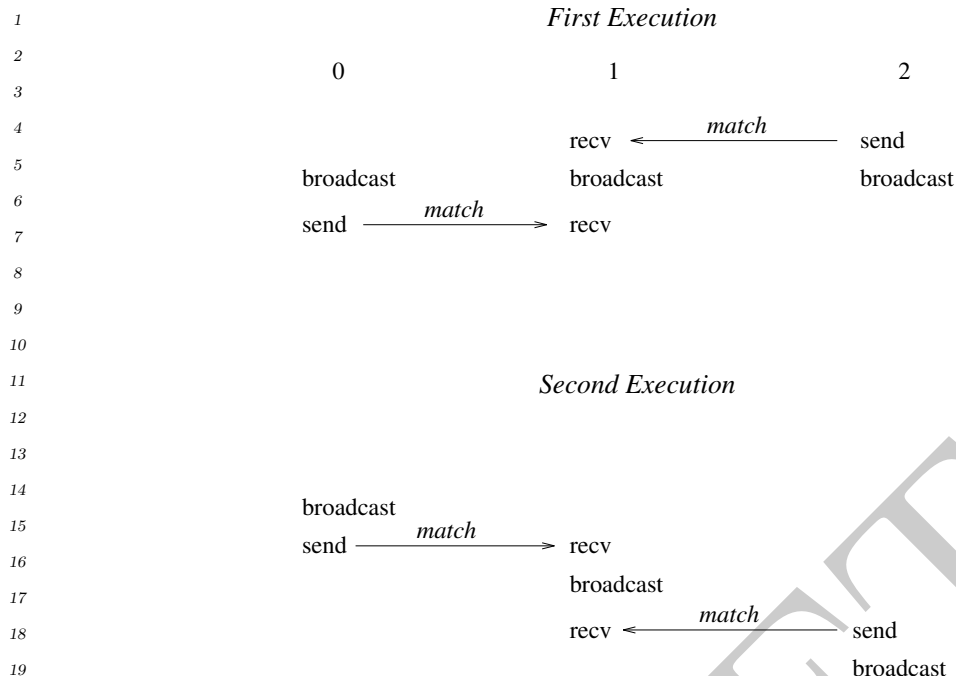 1 First Execution
2
0 1 2
3
4 match
recv send
5 broadcast broadcast broadcast
6 match
7 send recv
8
9
10
11 Second Execution
12
13
14
broadcast
15 match
16 send recv
17 broadcast
match
18 recv send
19 broadcast